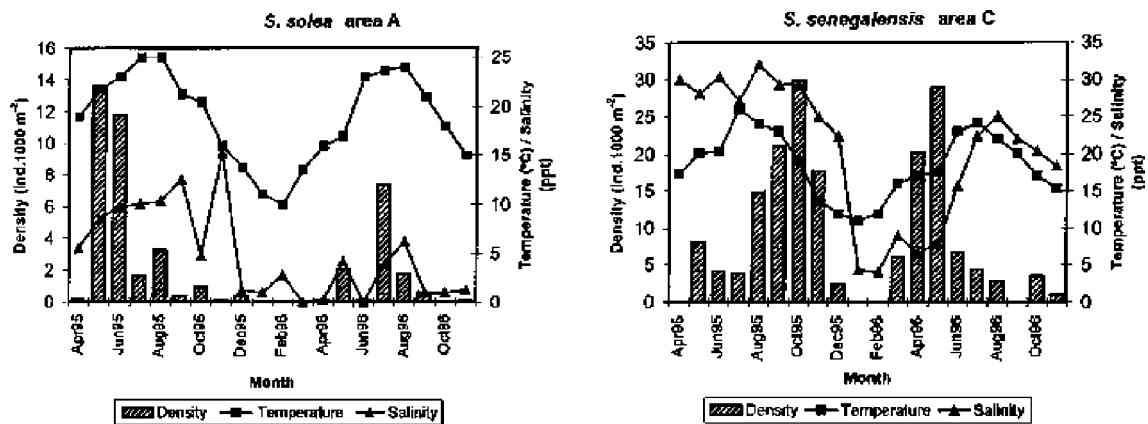 S. solea area A
16
14
12
10
8
6
4
2
0
Density (Ind.1000 m-2)
25
20
15
10
5
0
Temperature (ºC) / Salinity
(ppt)
Apr95
Jun95
Aug95
Oct95
Dec95
Feb96
Apr96
Jun96
Aug96
Oct96
Month
Density Temperature Salinity
S. senegalensis area C
35
30
25
20
15
10
5
0
Density (Ind.1000 m-2)
35
30
25
20
15
10
5
0
Temperature (ºC) / Salinity
(ppt)
Apr95
Jun95
Aug95
Oct95
Dec95
Feb96
Apr96
Jun96
Aug96
Oct96
Month
Density Temperature Salinity